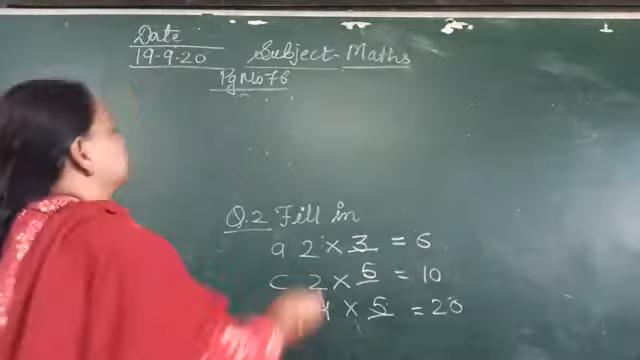 Date
19-9-20
Subject-Maths
Pg No 76
Q.2 Fill in
a 2 × 3 = 6
c 2 × 5 = 10
4 × 5 = 20